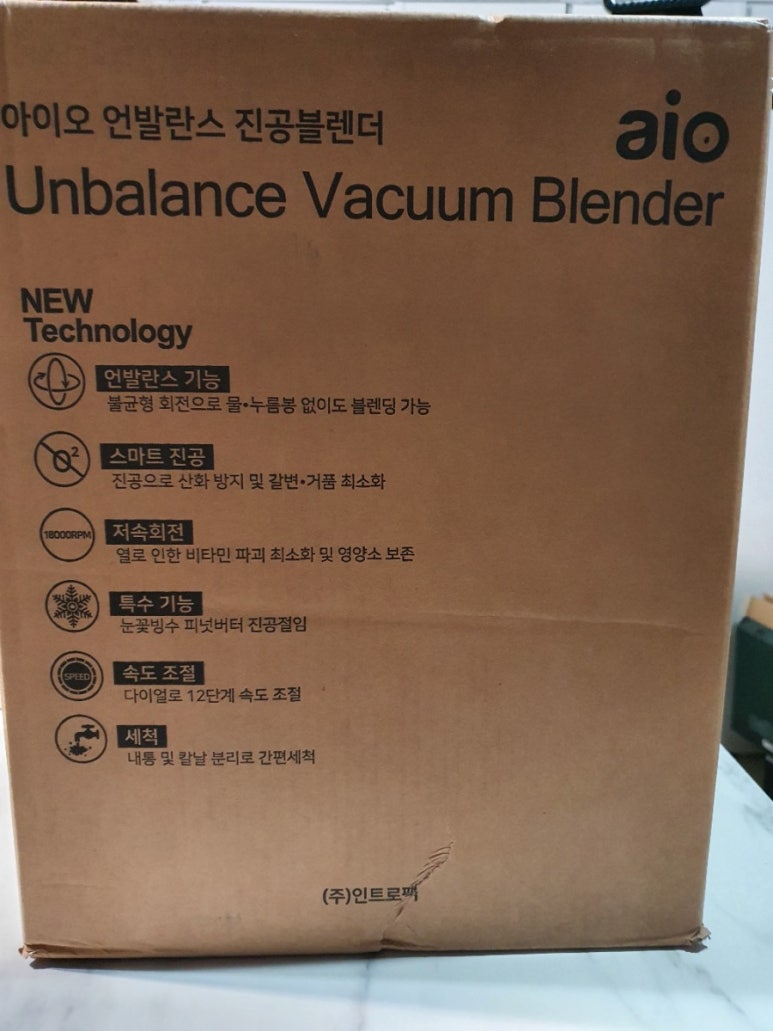 아이오 언발란스 진공블렌더
aio
Unbalance Vacuum Blender
NEW
Technology
언발란스 기능
불균형 회전으로 물•누름봉 없이도 블렌딩 가능
O²
스마트 진공
진공으로 산화 방지 및 갈변•거품 최소화
18000RPM
저속회전
열로 인한 비타민 파괴 최소화 및 영양소 보존
특수 기능
눈꽃빙수 피넛버터 진공절임
SPEED
속도 조절
다이얼로 12단계 속도 조절
세척
내통 및 칼날 분리로 간편세척
(주)인트로팩